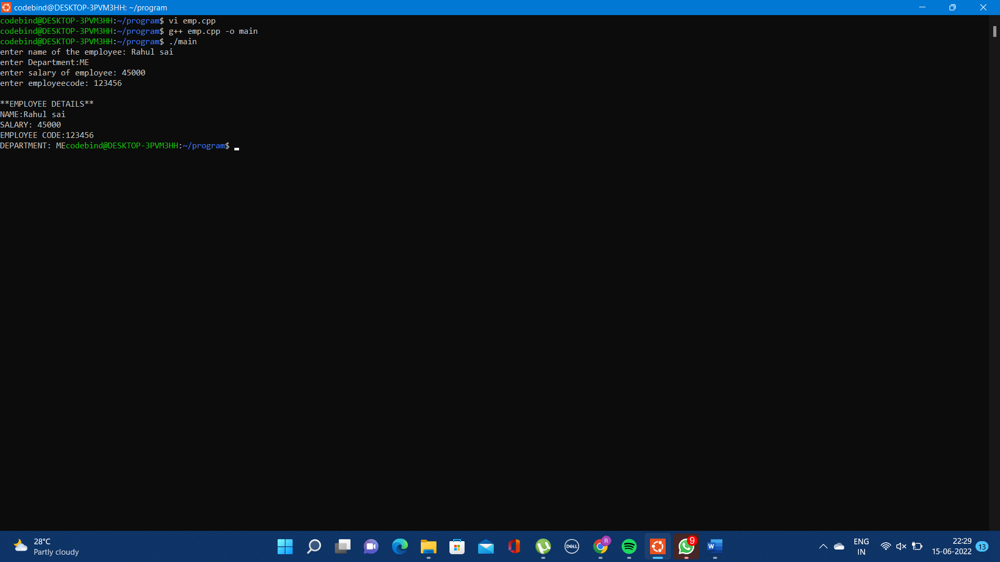 codebind@DESKTOP-3PVM3HH: ~/program
codebind@DESKTOP-3PVM3HH:~/program$ vi emp.cpp
codebind@DESKTOP-3PVM3HH:~/program$ g++ emp.cpp -o main
codebind@DESKTOP-3PVM3HH:~/program$ ./main
enter name of the employee: Rahul sai
enter Department:ME
enter salary of employee: 45000
enter employeecode: 123456
**EMPLOYEE DETAILS**
NAME:Rahul sai
SALARY: 45000
EMPLOYEE CODE:123456
DEPARTMENT: MEcodebind@DESKTOP-3PVM3HH:~/program$
28°C
Partly cloudy
DELL
R
9
W
ENG
IN
22:29
15-06-2022
13